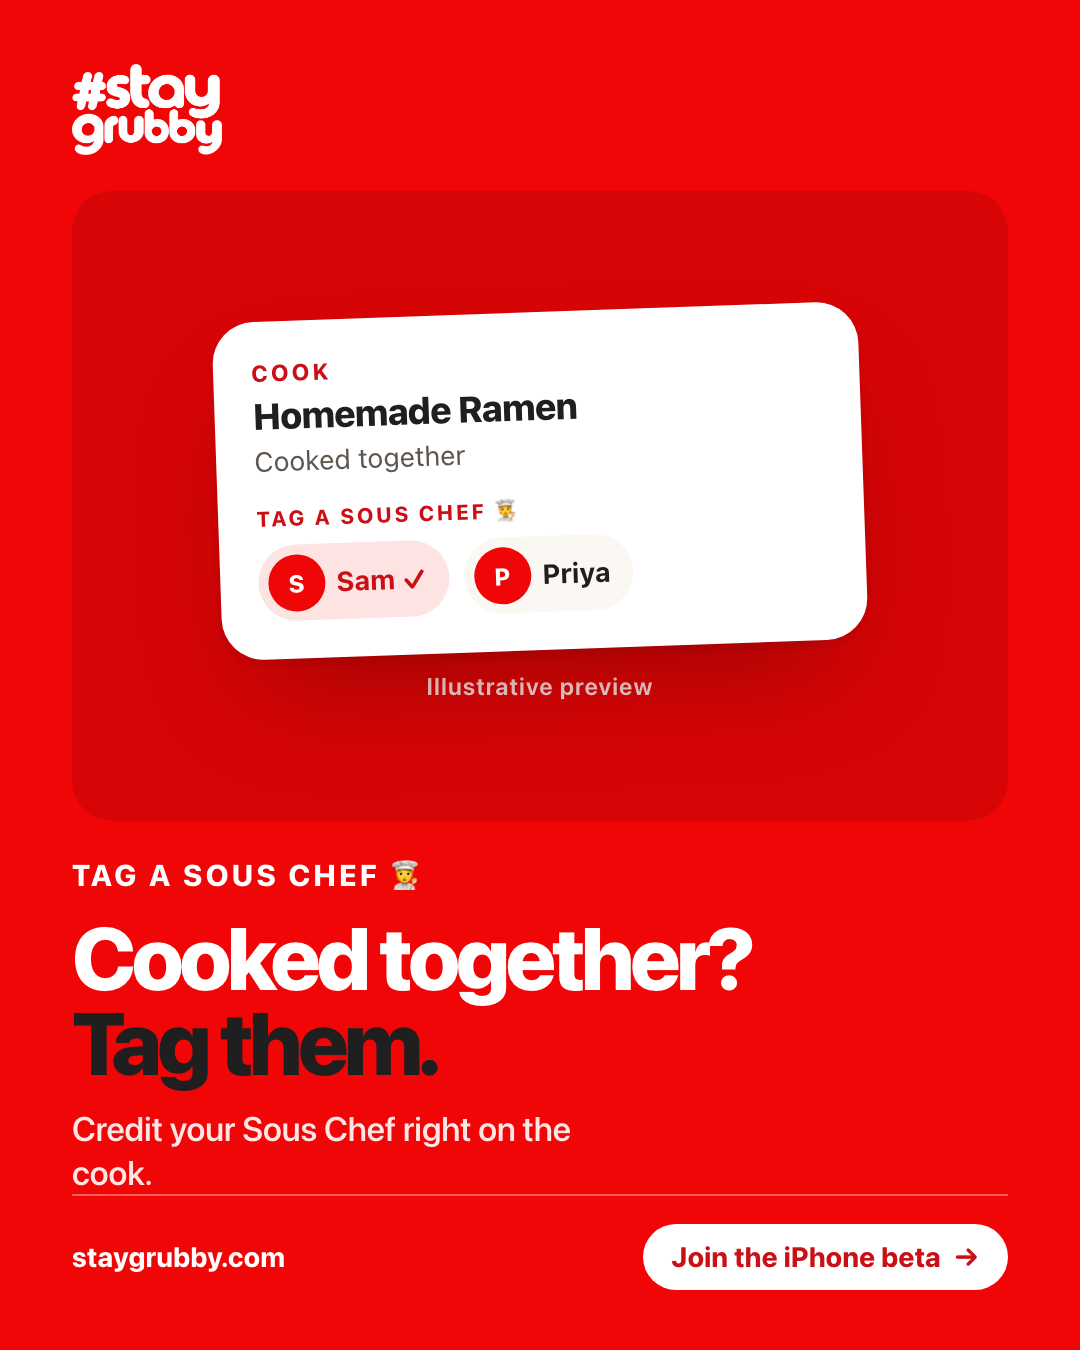 #stay
grubby
COOK
Homemade Ramen
Cooked together
TAG A SOUS CHEF 👨‍🍳
S Sam ✓ P Priya
Illustrative preview
TAG A SOUS CHEF 👨‍🍳
Cooked together?
Tag them.
Credit your Sous Chef right on the
cook.
staygrubby.com
Join the iPhone beta →